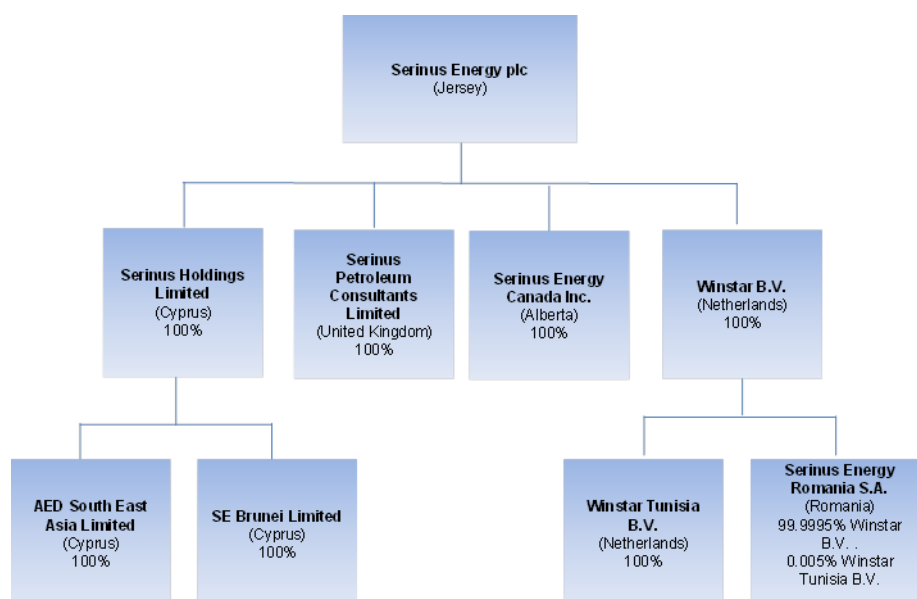 Serinus Energy plc
(Jersey)
Serinus Holdings
Limited
(Cyprus)
100%
Serinus
Petroleum
Consultants
Limited
(United Kingdom)
100%
Serinus Energy
Canada Inc.
(Alberta)
100%
Winstar B.V.
(Netherlands)
100%
AED South East
Asia Limited
(Cyprus)
100%
SE Brunei Limited
(Cyprus)
100%
Winstar Tunisia
B.V.
(Netherlands)
100%
Serinus Energy
Romania S.A.
(Romania)
99.9995% Winstar
B.V. .
0.005% Winstar
Tunisia B.V.